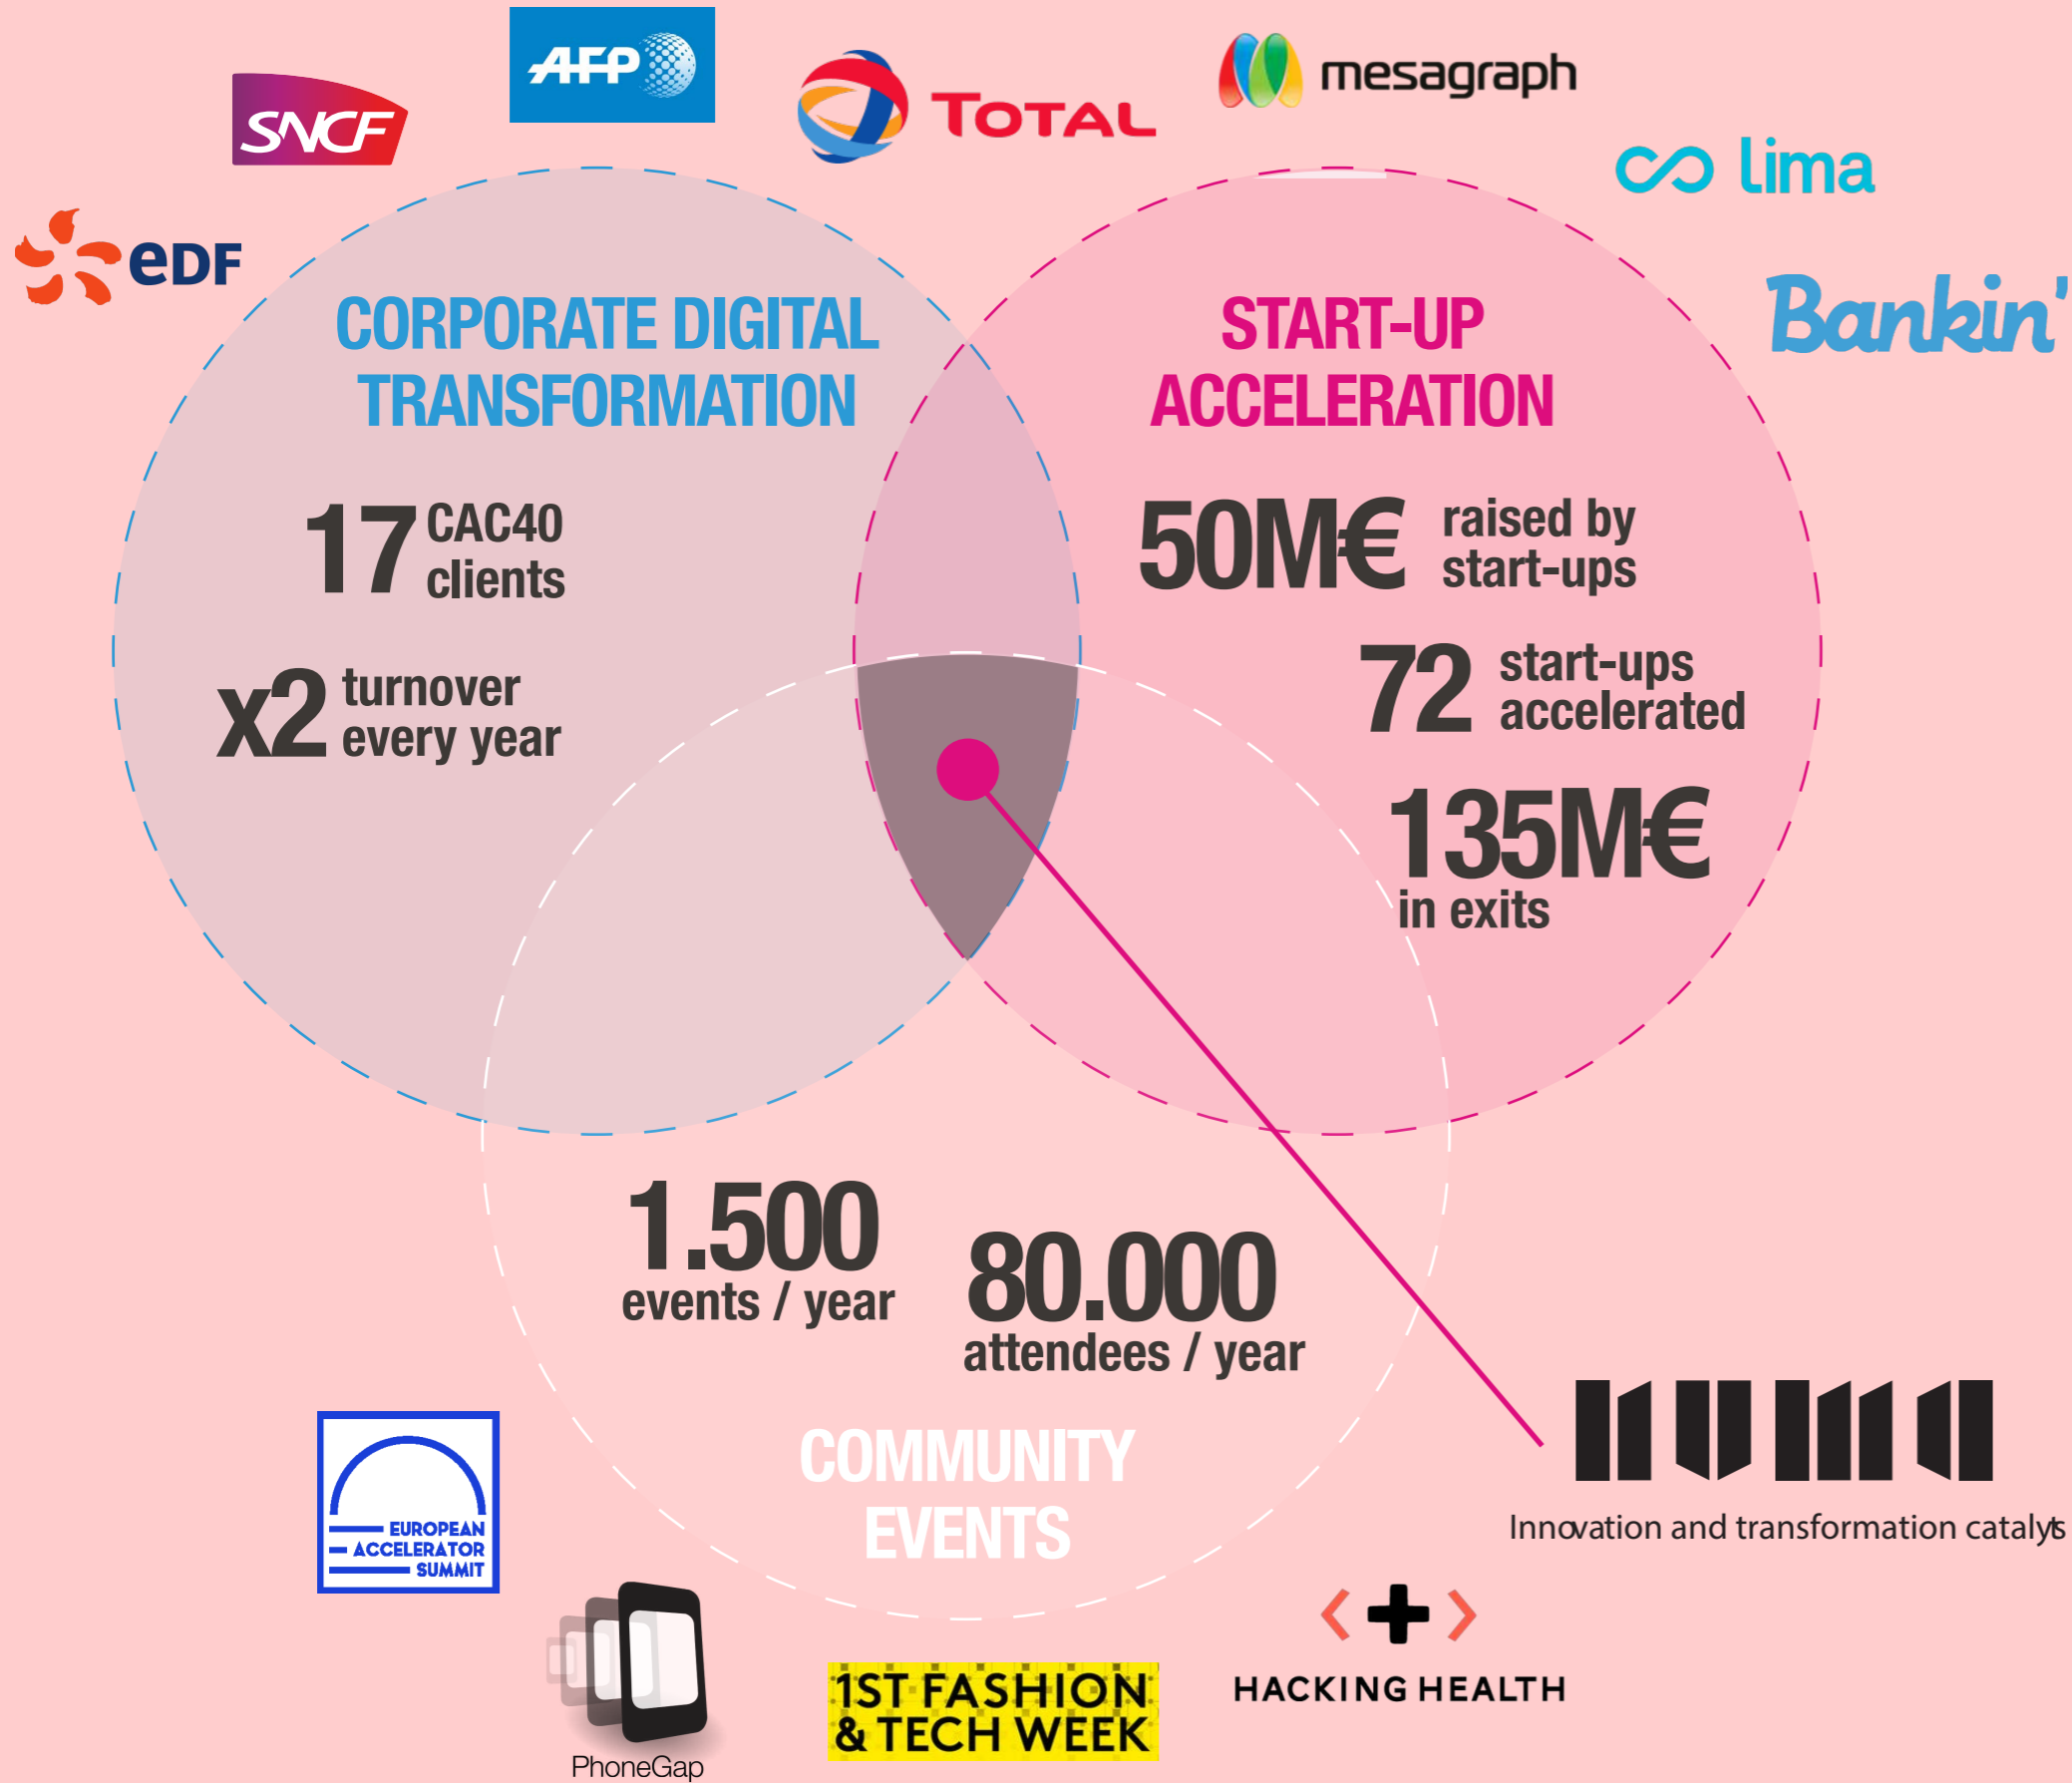 AFP
SNCF
TOTAL
mesagraph
lima
eDF
Bankin'
CORPORATE DIGITAL
TRANSFORMATION
17 CAC40
clients
x2 turnover
every year
START-UP
ACCELERATION
50M€ raised by
start-ups
72 start-ups
accelerated
135M€
in exits
1.500
events / year
80.000
attendees / year
COMMUNITY
EVENTS
numa
Innovation and transformation catalyts
EUROPEAN
ACCELERATOR
SUMMIT
PhoneGap
1ST FASHION
& TECH WEEK
HACKING HEALTH